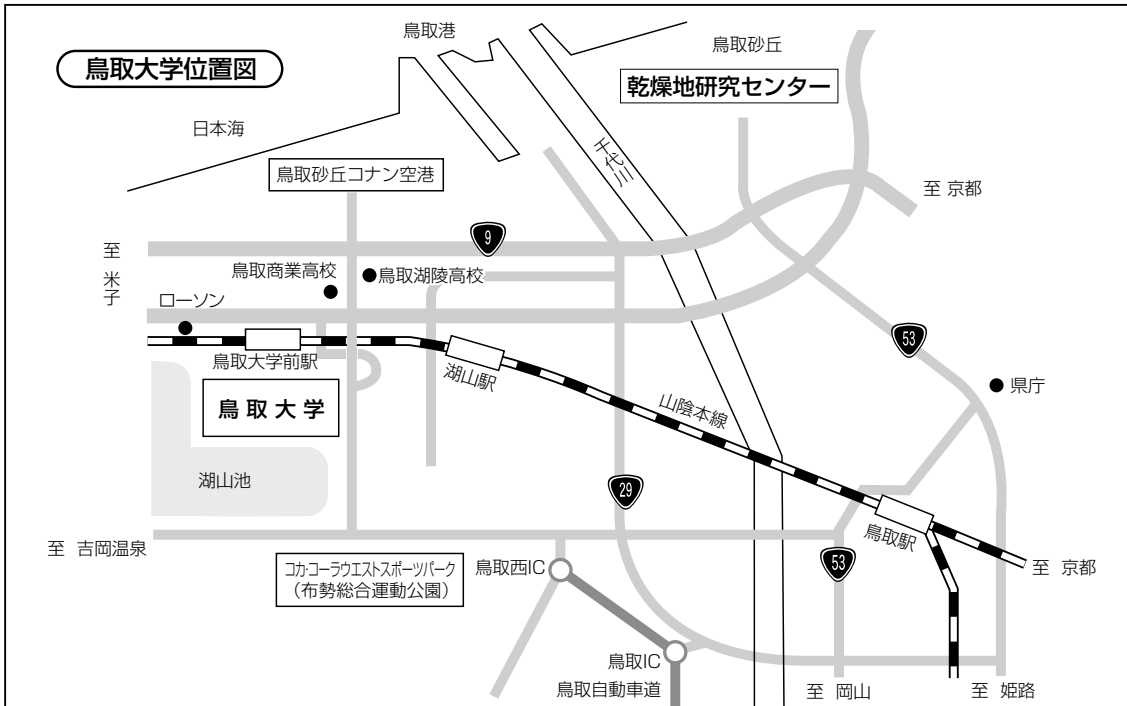 鳥取大学位置図
鳥取港
鳥取砂丘
乾燥地研究センター
日本海
千代川
鳥取砂丘コナン空港
至 京都
至 米子
9
鳥取商業高校
鳥取湖陵高校
ローソン
鳥取大学前駅
湖山駅
53
県庁
鳥取大学
山陰本線
湖山池
29
鳥取駅
至 吉岡温泉
コカ・コーラウエストスポーツパーク
（布勢総合運動公園）
鳥取西IC
53
至 京都
鳥取IC
鳥取自動車道
至 岡山
至 姫路